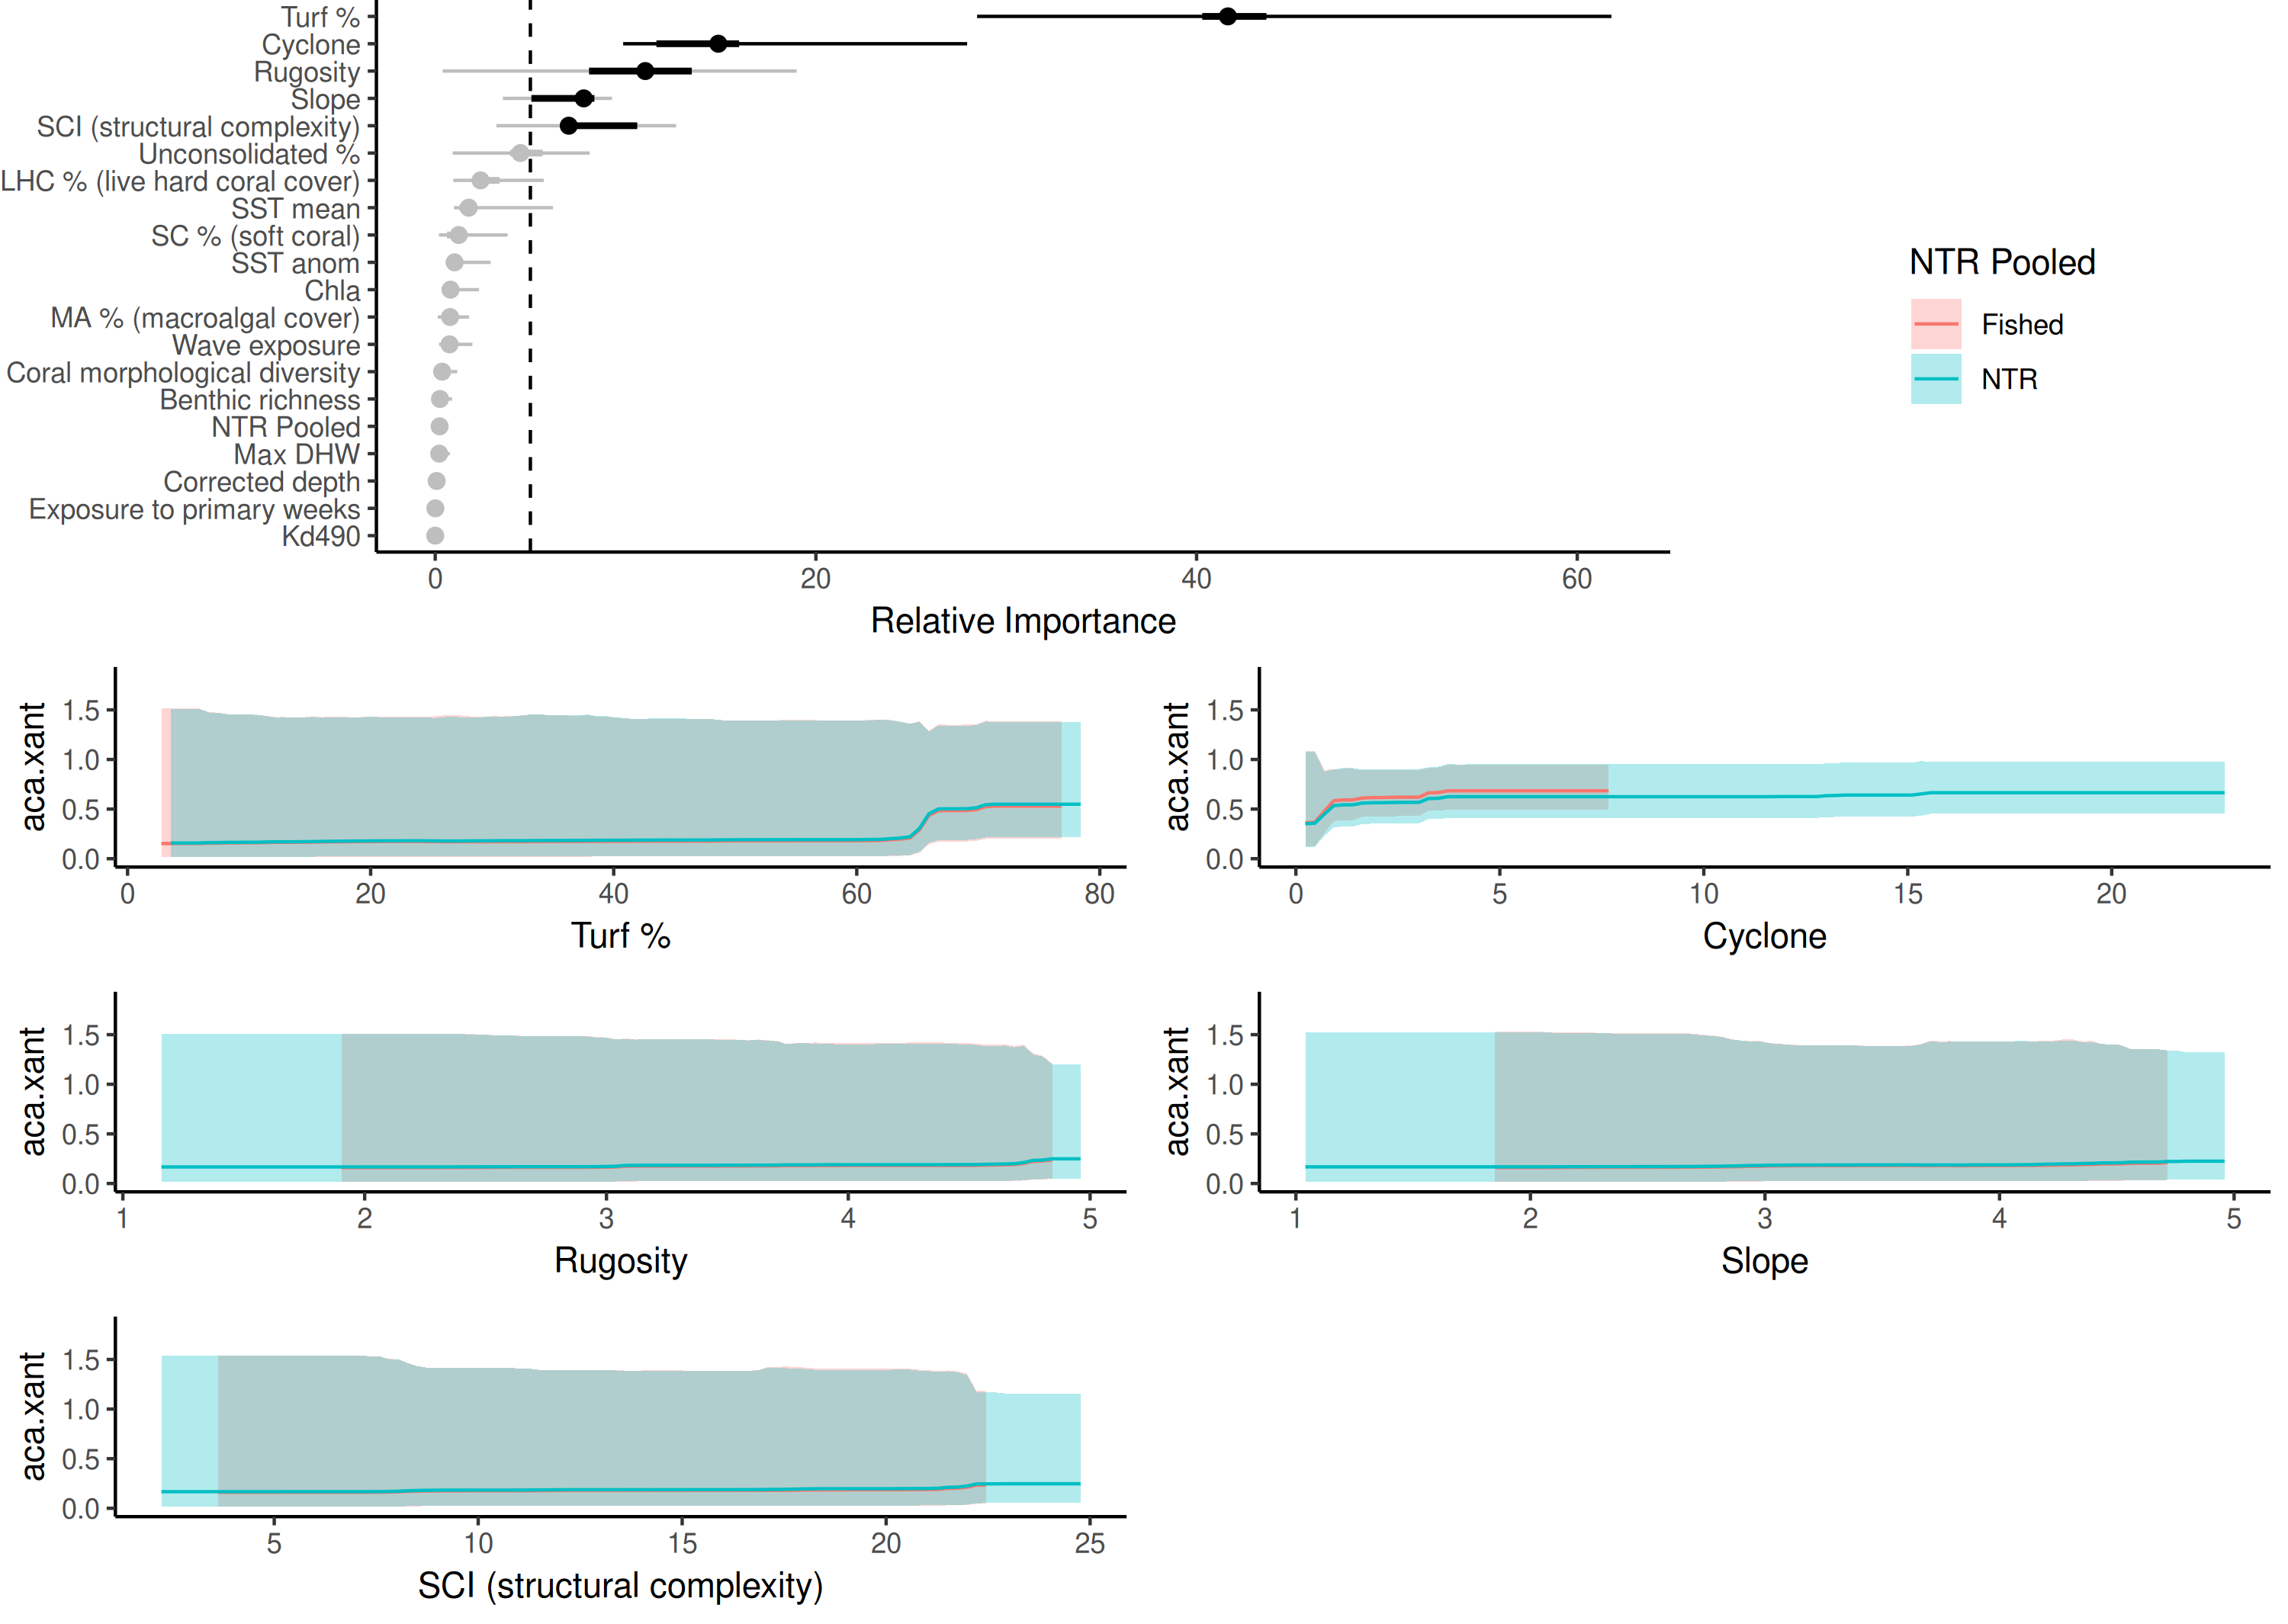 Turf %
Cyclone
Rugosity
Slope
SCI (structural complexity)
Unconsolidated %
LHC % (live hard coral cover)
SST mean
SC % (soft coral)
SST anom
Chla
MA % (macroalgal cover)
Wave exposure
Coral morphological diversity
Benthic richness
NTR Pooled
Max DHW
Corrected depth
Exposure to primary weeks
Kd490
0 20 40 60
Relative Importance
NTR Pooled
Fished
NTR
aca.xant
1.5
1.0
0.5
0.0
0 20 40 60 80
Turf %
aca.xant
1.5
1.0
0.5
0.0
0 5 10 15 20
Cyclone
aca.xant
1.5
1.0
0.5
0.0
1 2 3 4 5
Rugosity
aca.xant
1.5
1.0
0.5
0.0
1 2 3 4 5
Slope
aca.xant
1.5
1.0
0.5
0.0
5 10 15 20 25
SCI (structural complexity)